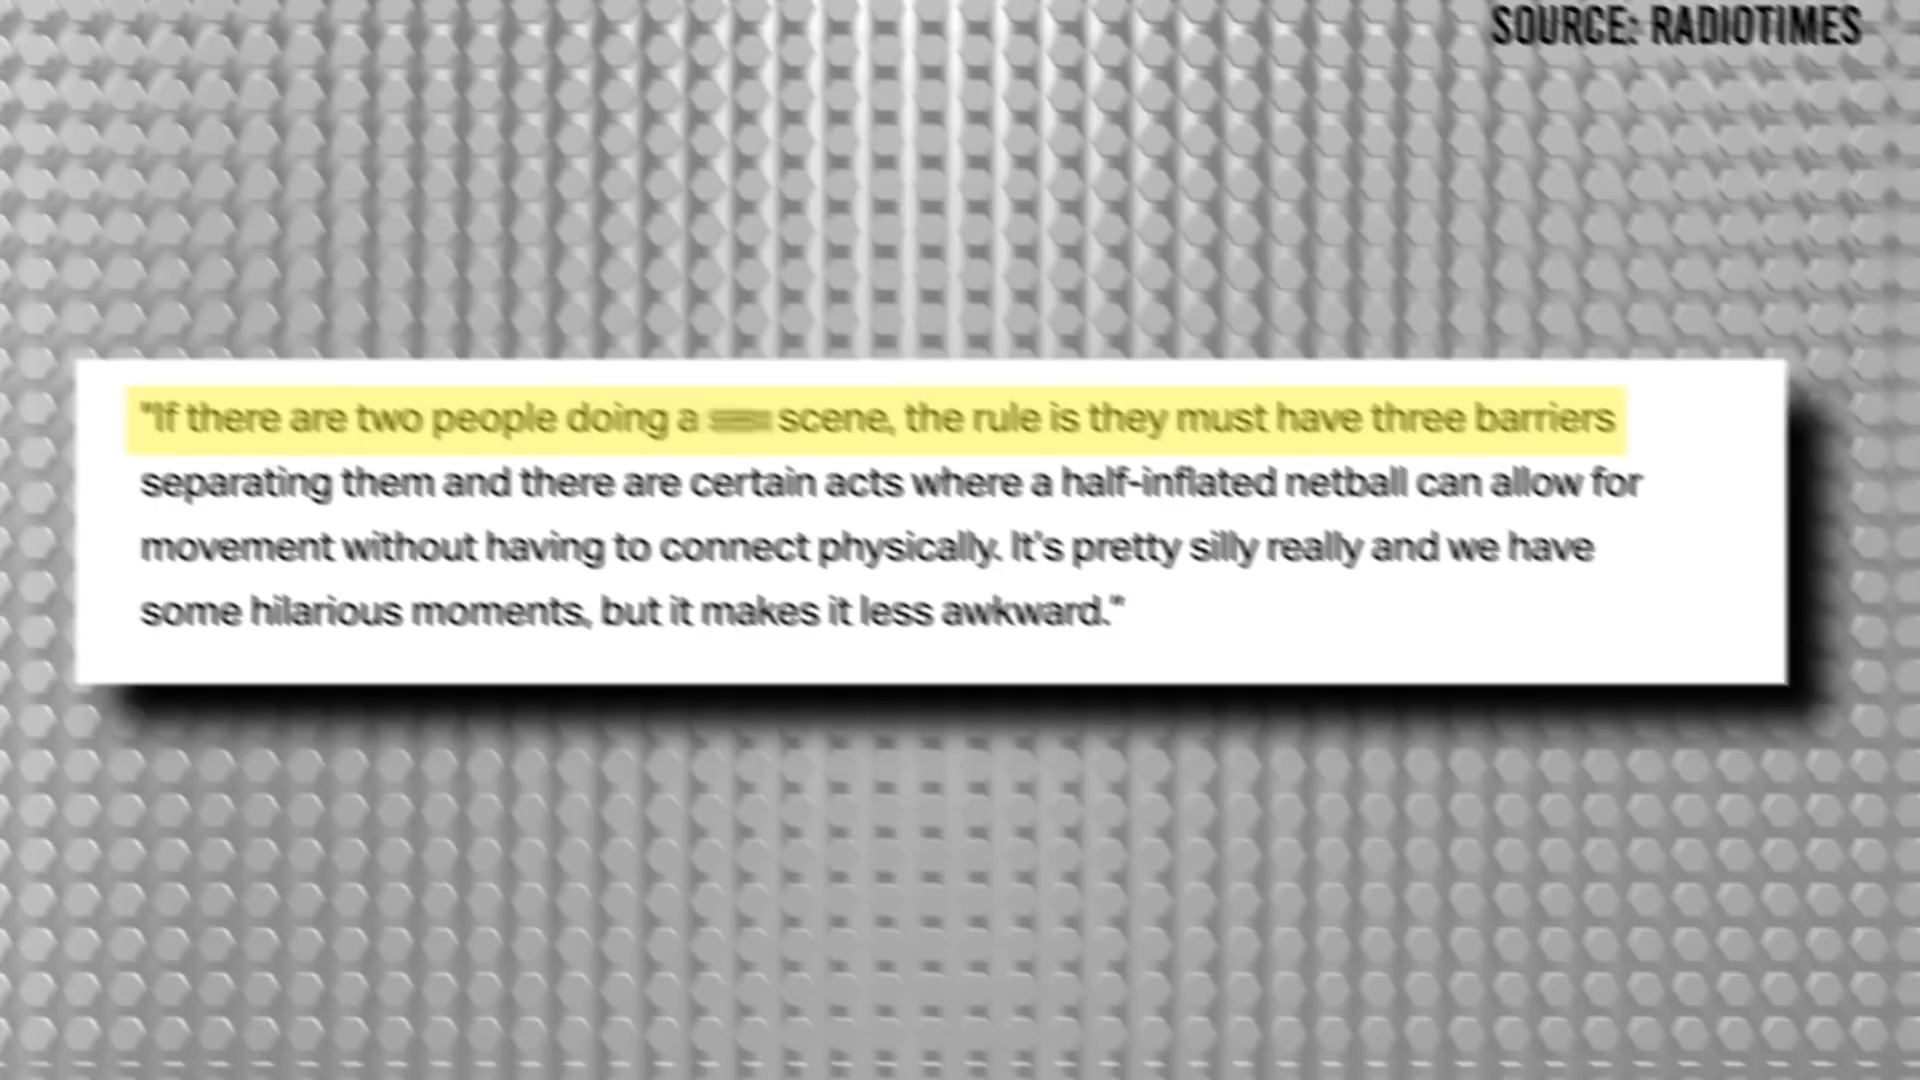 SOURCE: RADIOTIMES
"If there are two people doing a scene, the rule is they must have three barriers
separating them and there are certain acts where a half-inflated netball can allow for
movement without having to connect physically. It's pretty silly really and we have
some hilarious moments, but it makes it less awkward."